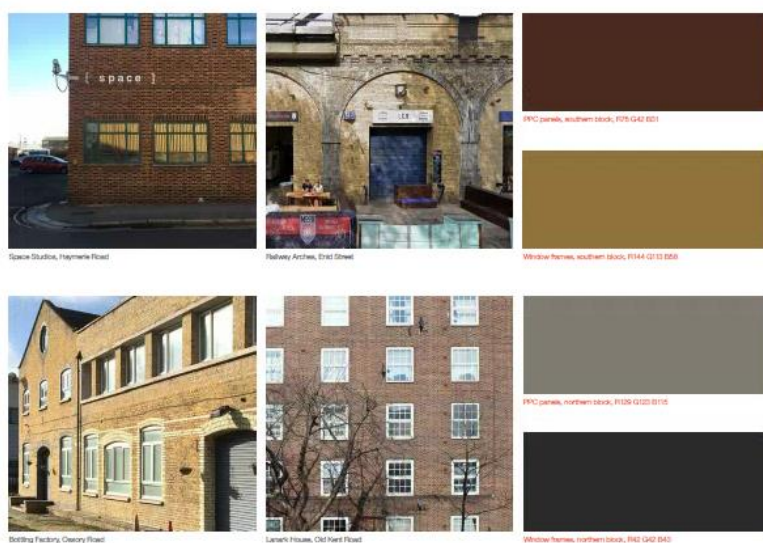 [ space ]
PPC panels, southern block, R75 G42 B31
Window frames, southern block, R144 G113 B58
Space Studios, Haymerle Road
Railway Arches, Enid Street
PPC panels, northern block, R129 G123 B115
Window frames, northern block, R42 G42 B43
Bottling Factory, Ossory Road
Lanark House, Old Kent Road